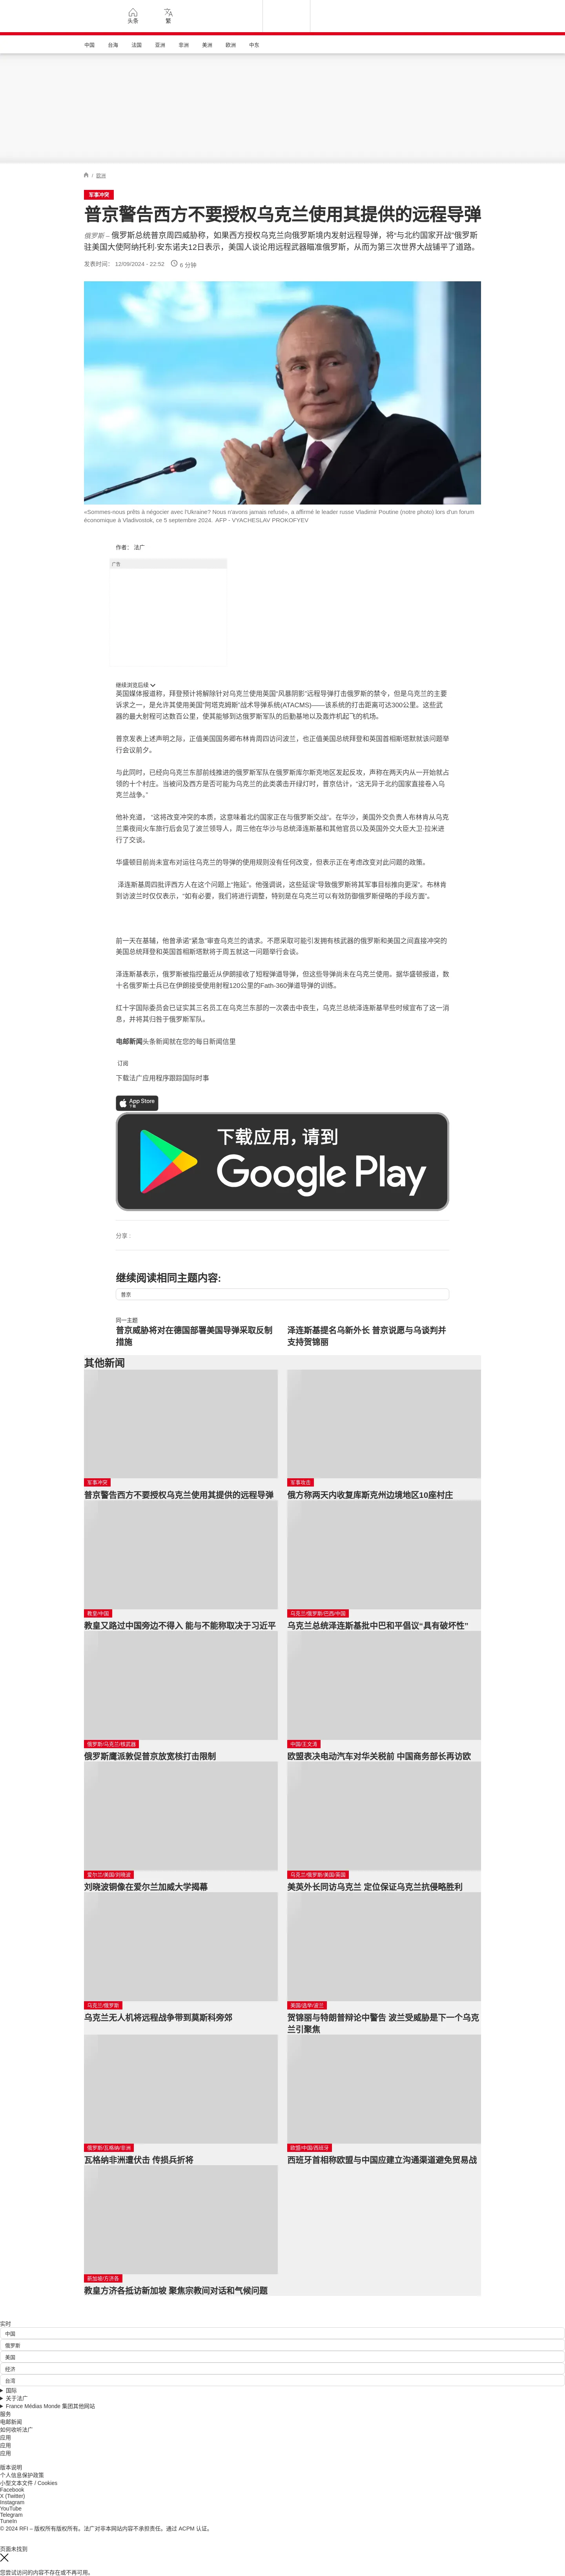 头条
繁
中国
台海
法国
亚洲
非洲
美洲
欧洲
中东
/ 欧洲
军事冲突
普京警告西方不要授权乌克兰使用其提供的远程导弹
俄罗斯 – 俄罗斯总统普京周四威胁称，如果西方授权乌克兰向俄罗斯境内发射远程导弹，将“与北约国家开战”俄罗斯
驻美国大使阿纳托利·安东诺夫12日表示，美国人谈论用远程武器瞄准俄罗斯，从而为第三次世界大战铺平了道路。
发表时间： 12/09/2024 - 22:52
6 分钟
«Sommes-nous prêts à négocier avec l'Ukraine? Nous n'avons jamais refusé», a affirmé le leader russe Vladimir Poutine (notre photo) lors d'un forum
économique à Vladivostok, ce 5 septembre 2024. AFP - VYACHESLAV PROKOFYEV
作者： 法广
广告
继续浏览后续
英国媒体报道称，拜登预计将解除针对乌克兰使用英国“风暴阴影”远程导弹打击俄罗斯的禁令，但是乌克兰的主要
诉求之一，是允许其使用美国“阿塔克姆斯”战术导弹系统(ATACMS)——该系统的打击距离可达300公里。这些武
器的最大射程可达数百公里，使其能够到达俄罗斯军队的后勤基地以及轰炸机起飞的机场。
普京发表上述声明之际，正值美国国务卿布林肯周四访问波兰，也正值美国总统拜登和英国首相斯塔默就该问题举
行会议前夕。
与此同时，已经向乌克兰东部前线推进的俄罗斯军队在俄罗斯库尔斯克地区发起反攻，声称在两天内从一开始就占
领的十个村庄。当被问及西方是否可能为乌克兰的此类袭击开绿灯时，普京估计，“这无异于北约国家直接卷入乌
克兰战争。”
他补充道， “这将改变冲突的本质，这意味着北约国家正在与俄罗斯交战”。在华沙，美国外交负责人布林肯从乌克
兰乘夜间火车旅行后会见了波兰领导人，周三他在华沙与总统泽连斯基和其他官员以及英国外交大臣大卫·拉米进
行了交谈。
华盛顿目前尚未宣布对运往乌克兰的导弹的使用规则没有任何改变，但表示正在考虑改变对此问题的政策。
泽连斯基周四批评西方人在这个问题上“拖延”。他强调说，这些延误“导致俄罗斯将其军事目标推向更深”。布林肯
到访波兰时仅仅表示，“如有必要，我们将进行调整，特别是在乌克兰可以有效防御俄罗斯侵略的手段方面”。
前一天在基辅，他曾承诺“紧急”审查乌克兰的请求。不愿采取可能引发拥有核武器的俄罗斯和美国之间直接冲突的
美国总统拜登和英国首相斯塔默将于周五就这一问题举行会谈。
泽连斯基表示，俄罗斯被指控最近从伊朗接收了短程弹道导弹，但这些导弹尚未在乌克兰使用。据华盛顿报道，数
十名俄罗斯士兵已在伊朗接受使用射程120公里的Fath-360弹道导弹的训练。
红十字国际委员会已证实其三名员工在乌克兰东部的一次袭击中丧生，乌克兰总统泽连斯基早些时候宣布了这一消
息，并将其归咎于俄罗斯军队。
电邮新闻头条新闻就在您的每日新闻信里
订阅
下载法广应用程序跟踪国际时事
App Store
下载
下载应用，请到
Google Play
分享 :
继续阅读相同主题内容:
普京
同一主题
普京威胁将对在德国部署美国导弹采取反制
措施
泽连斯基提名乌新外长 普京说愿与乌谈判并
支持贺锦丽
其他新闻
军事冲突
普京警告西方不要授权乌克兰使用其提供的远程导弹
军事攻击
俄方称两天内收复库斯克州边境地区10座村庄
教皇/中国
教皇又路过中国旁边不得入 能与不能称取决于习近平
乌克兰/俄罗斯/巴西/中国
乌克兰总统泽连斯基批中巴和平倡议“具有破坏性”
俄罗斯/乌克兰/核武器
俄罗斯鹰派敦促普京放宽核打击限制
中国/王文涛
欧盟表决电动汽车对华关税前 中国商务部长再访欧
爱尔兰/美国/刘晓波
刘晓波铜像在爱尔兰加威大学揭幕
乌克兰/俄罗斯/美国/英国
美英外长同访乌克兰 定位保证乌克兰抗侵略胜利
乌克兰/俄罗斯
乌克兰无人机将远程战争带到莫斯科旁郊
美国/选举/波兰
贺锦丽与特朗普辩论中警告 波兰受威胁是下一个乌克
兰引聚焦
俄罗斯/瓦格纳/非洲
瓦格纳非洲遭伏击 传损兵折将
欧盟/中国/西班牙
西班牙首相称欧盟与中国应建立沟通渠道避免贸易战
新加坡/方济各
教皇方济各抵访新加坡 聚焦宗教间对话和气候问题
实时
中国
俄罗斯
美国
经济
台湾
国际
关于法广
France Médias Monde 集团其他网站
服务
电邮新闻
如何收听法广
应用
应用
应用
版本说明
个人信息保护政策
小型文本文件 / Cookies
Facebook
X (Twitter)
Instagram
YouTube
Telegram
TuneIn
© 2024 RFI – 版权所有版权所有。法广对非本网站内容不承担责任。通过 ACPM 认证。
页面未找到
您尝试访问的内容不存在或不再可用。